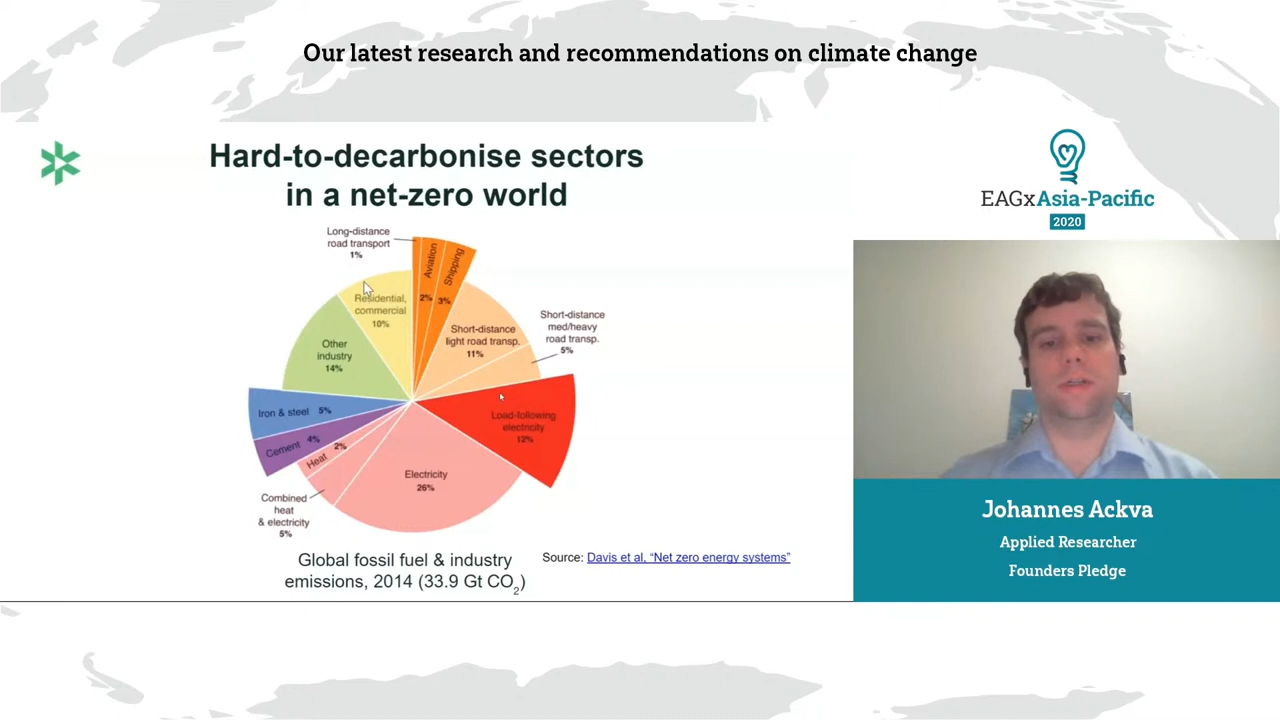 Our latest research and recommendations on climate change
Hard-to-decarbonise sectors
in a net-zero world
Long-distance
road transport
1%
Aviation
2%
Shipping
3%
Short-distance
light road transp.
11%
Short-distance
med/heavy
road transp.
5%
Load-following
electricity
12%
Electricity
26%
Combined
heat
& electricity
5%
Heat 2%
Cement 4%
Iron & steel 5%
Other
industry
14%
Residential,
commercial
10%
Global fossil fuel & industry
emissions, 2014 (33.9 Gt CO2)
Source: Davis et al, “Net zero energy systems”
EAGxAsia-Pacific
2020
Johannes Ackva
Applied Researcher
Founders Pledge